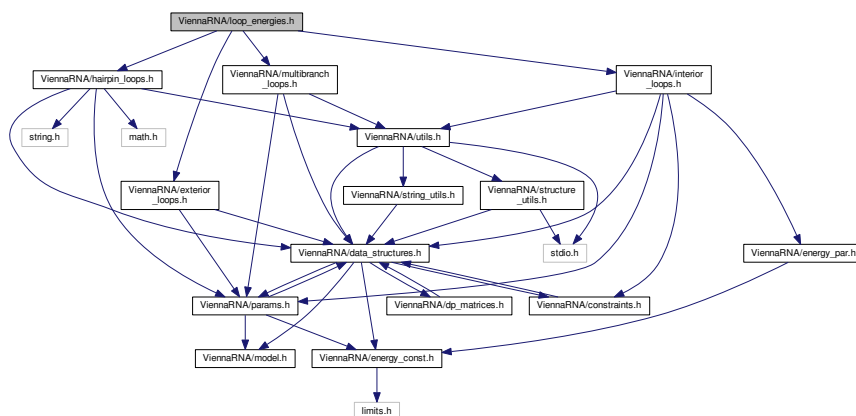 ViennaRNA/loop_energies.h
ViennaRNA/hairpin_loops.h
ViennaRNA/multibranch
_loops.h
ViennaRNA/interior
_loops.h
string.h
math.h
ViennaRNA/utils.h
ViennaRNA/exterior
_loops.h
ViennaRNA/string_utils.h
ViennaRNA/structure
_utils.h
ViennaRNA/data_structures.h
stdio.h
ViennaRNA/energy_par.h
ViennaRNA/params.h
ViennaRNA/dp_matrices.h
ViennaRNA/constraints.h
ViennaRNA/model.h
ViennaRNA/energy_const.h
limits.h